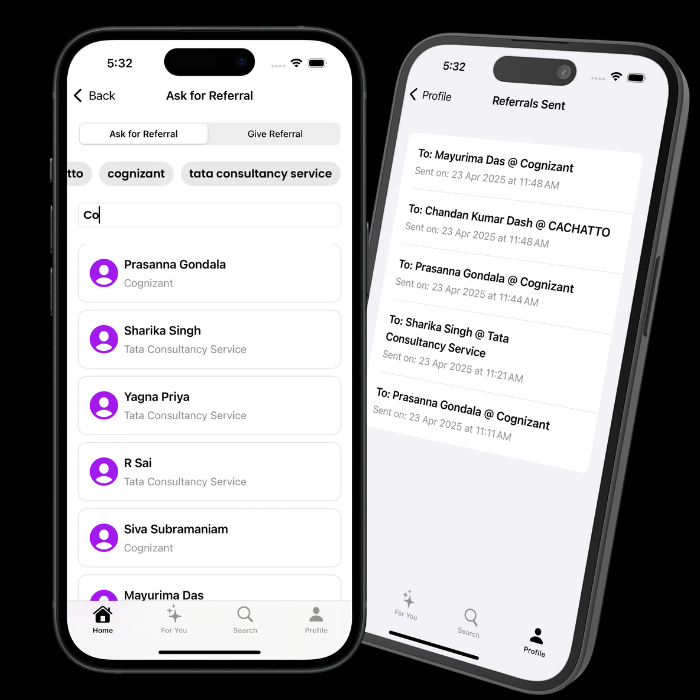 5:32
Back
Ask for Referral
Ask for Referral
Give Referral
tto
cognizant
tata consultancy service
Co
Prasanna Gondala
Cognizant
Sharika Singh
Tata Consultancy Service
Yagna Priya
Tata Consultancy Service
R Sai
Tata Consultancy Service
Siva Subramaniam
Cognizant
Mayurima Das
Home
For You
Search
Profile
5:32
Profile
Referrals Sent
To: Mayurima Das @ Cognizant
Sent on: 23 Apr 2025 at 11:48 AM
To: Chandan Kumar Dash @ CACHATTO
Sent on: 23 Apr 2025 at 11:48 AM
To: Prasanna Gondala @ Cognizant
Sent on: 23 Apr 2025 at 11:44 AM
To: Sharika Singh @ Tata
Consultancy Service
Sent on: 23 Apr 2025 at 11:21 AM
To: Prasanna Gondala @ Cognizant
Sent on: 23 Apr 2025 at 11:11 AM
For You
Search
Profile